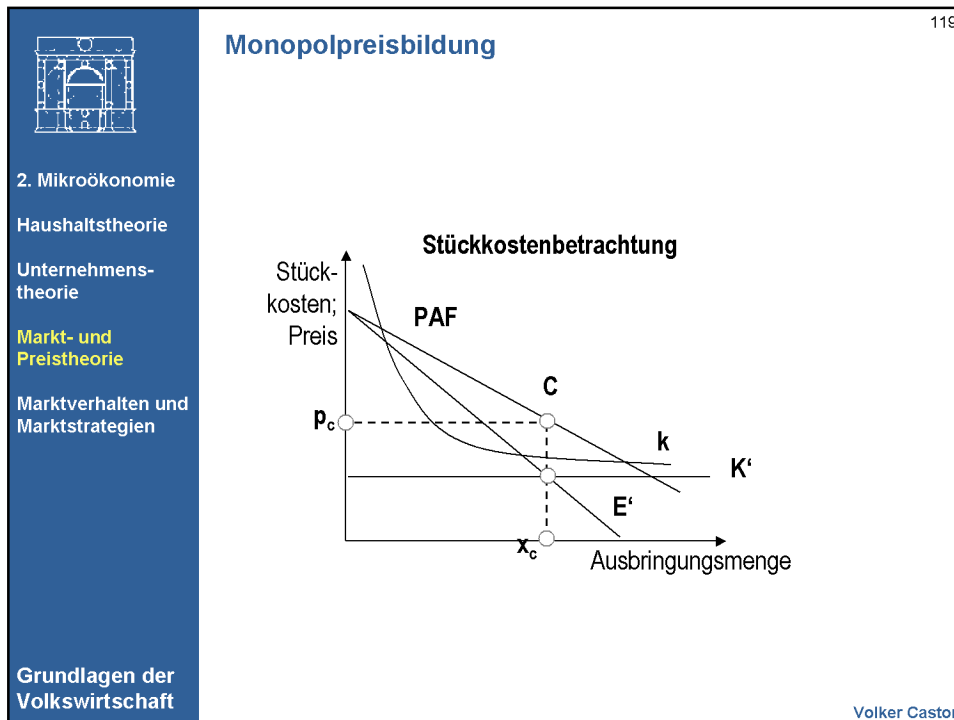 119
Monopolpreisbildung
2. Mikroökonomie
Haushaltstheorie
Unternehmens-
theorie
Markt- und
Preistheorie
Marktverhalten und
Marktstrategien
Grundlagen der
Volkswirtschaft
Stückkostenbetrachtung
Stück-
kosten;
Preis
PAF
C
pc
k
K‘
E‘
xc
Ausbringungsmenge
Volker Castor